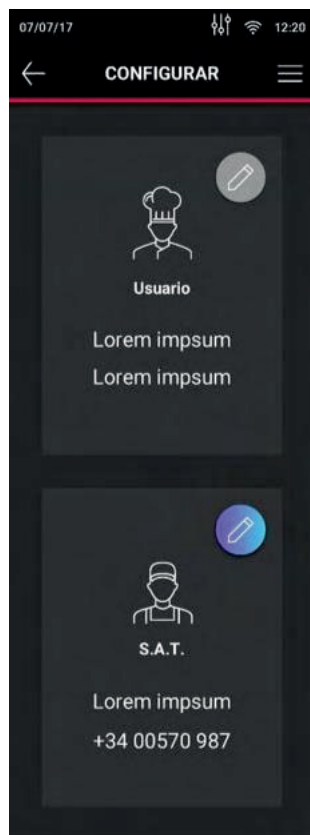 07/07/17 12:20
CONFIGURAR
Usuario
Lorem impsum
Lorem impsum
S.A.T.
Lorem impsum
+34 00570 987